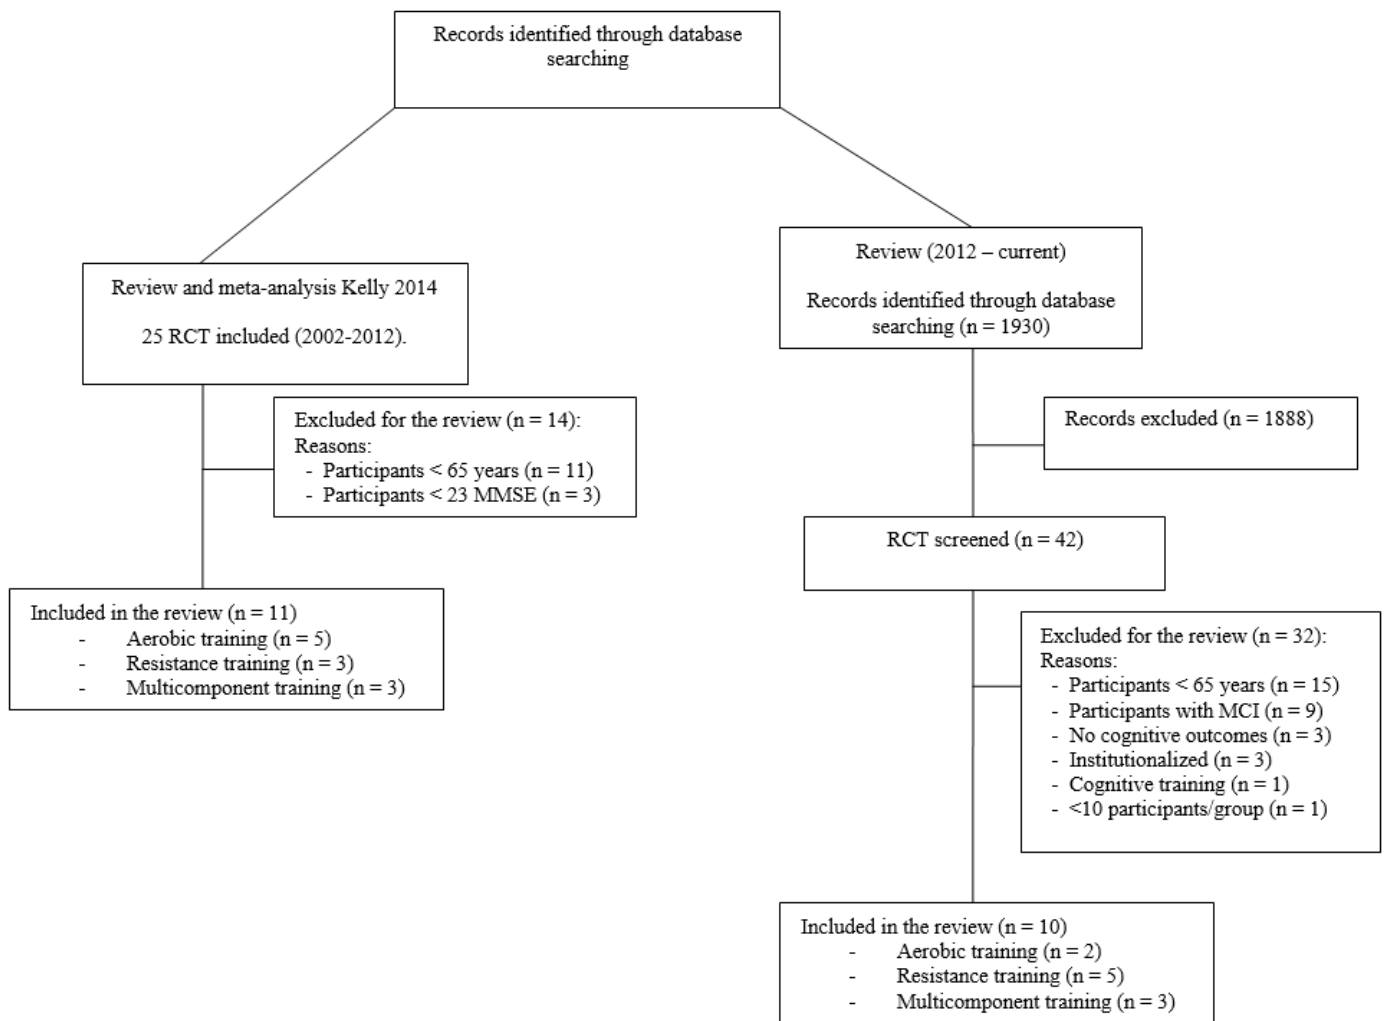 Records identified through database
searching
Review and meta-analysis Kelly 2014
25 RCT included (2002-2012).
Excluded for the review (n = 14):
Reasons:
- Participants < 65 years (n = 11)
- Participants < 23 MMSE (n = 3)
Included in the review (n = 11)
- Aerobic training (n = 5)
- Resistance training (n = 3)
- Multicomponent training (n = 3)
Review (2012 – current)
Records identified through database
searching (n = 1930)
Records excluded (n = 1888)
RCT screened (n = 42)
Excluded for the review (n = 32):
Reasons:
- Participants < 65 years (n = 15)
- Participants with MCI (n = 9)
- No cognitive outcomes (n = 3)
- Institutionalized (n = 3)
- Cognitive training (n = 1)
- <10 participants/group (n = 1)
Included in the review (n = 10)
- Aerobic training (n = 2)
- Resistance training (n = 5)
- Multicomponent training (n = 3)